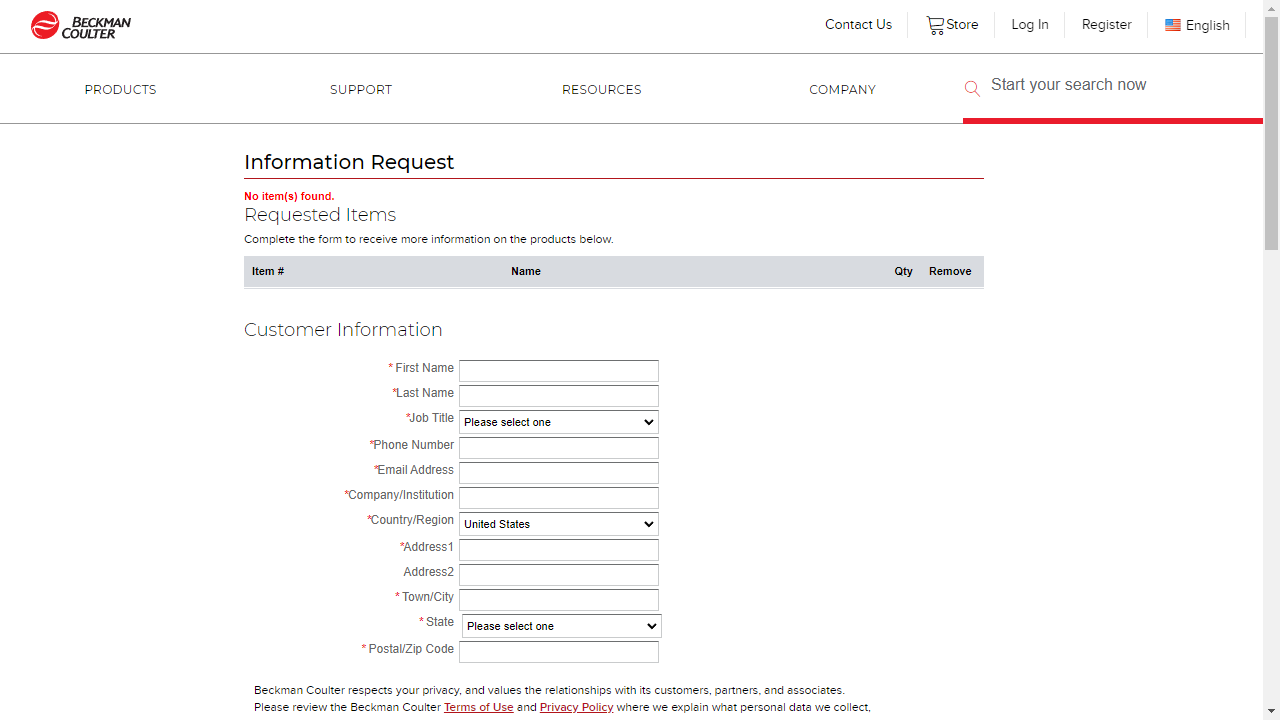 BECKMAN
COULTER
Contact Us
Store
Log In
Register
English
PRODUCTS
SUPPORT
RESOURCES
COMPANY
Start your search now
Information Request
No item(s) found.
Requested Items
Complete the form to receive more information on the products below.
Item # Name Qty Remove
Customer Information
* First Name
*Last Name
*Job Title Please select one
*Phone Number
*Email Address
*Company/Institution
*Country/Region United States
*Address1
Address2
* Town/City
* State Please select one
* Postal/Zip Code
Beckman Coulter respects your privacy, and values the relationships with its customers, partners, and associates.
Please review the Beckman Coulter Terms of Use and Privacy Policy where we explain what personal data we collect,